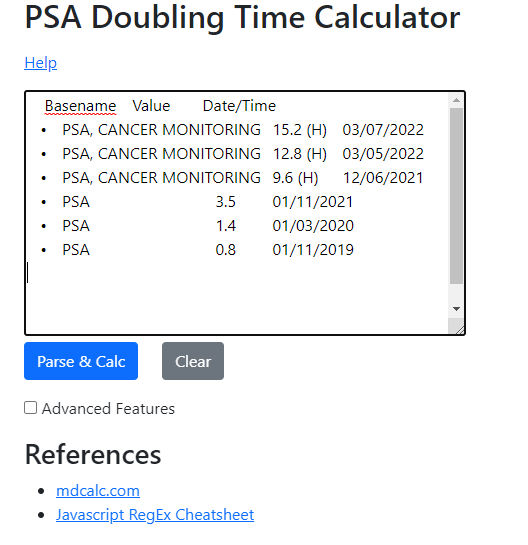 PSA Doubling Time Calculator
Help
Basename Value Date/Time
• PSA, CANCER MONITORING 15.2 (H) 03/07/2022
• PSA, CANCER MONITORING 12.8 (H) 03/05/2022
• PSA, CANCER MONITORING 9.6 (H) 12/06/2021
• PSA 3.5 01/11/2021
• PSA 1.4 01/03/2020
• PSA 0.8 01/11/2019
Parse & Calc Clear
Advanced Features
References
• mdcalc.com
• Javascript RegEx Cheatsheet